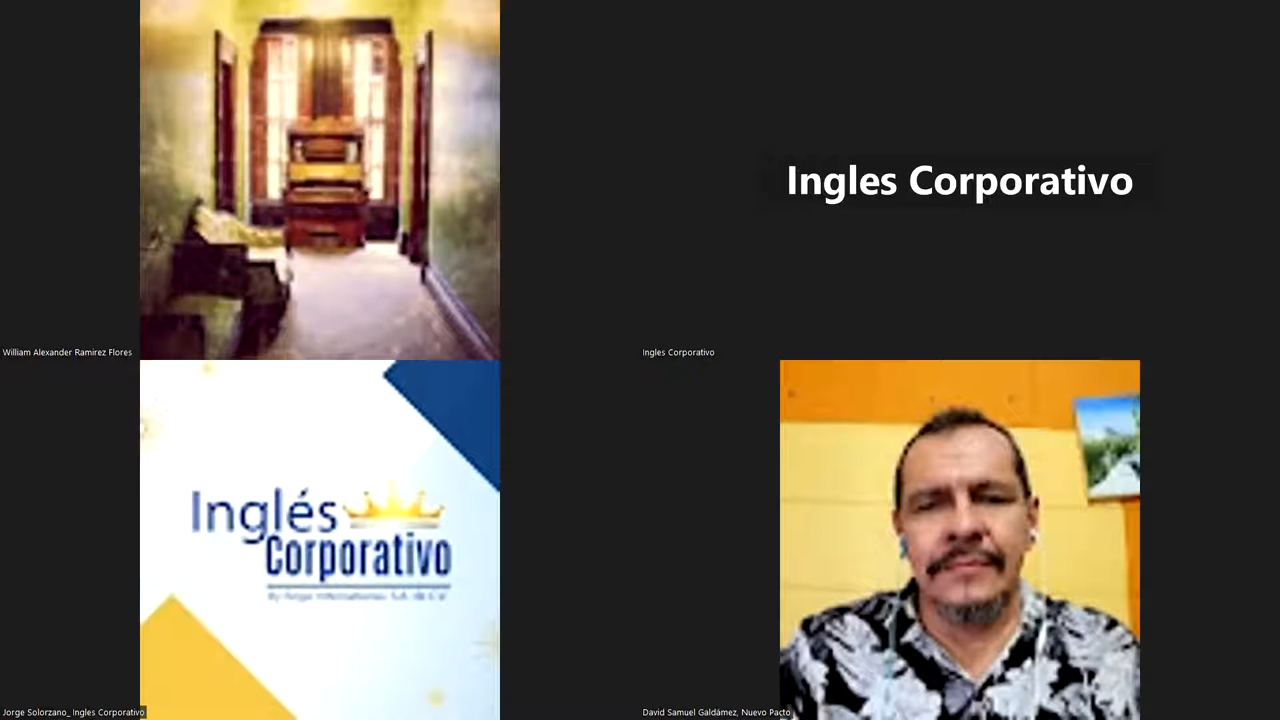 Ingles Corporativo
William Alexander Ramirez Flores
Ingles Corporativo
Inglés
Corporativo
Jorge Solorzano_ Ingles Corporativo
David Samuel Galdámez, Nuevo Pacto